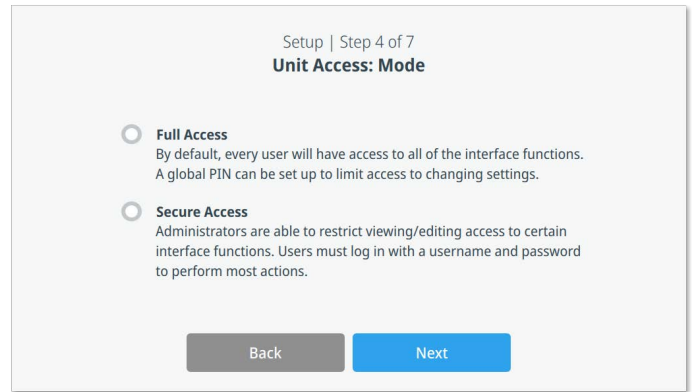 Setup | Step 4 of 7
Unit Access: Mode
Full Access
By default, every user will have access to all of the interface functions.
A global PIN can be set up to limit access to changing settings.
Secure Access
Administrators are able to restrict viewing/editing access to certain
interface functions. Users must log in with a username and password
to perform most actions.
Back
Next